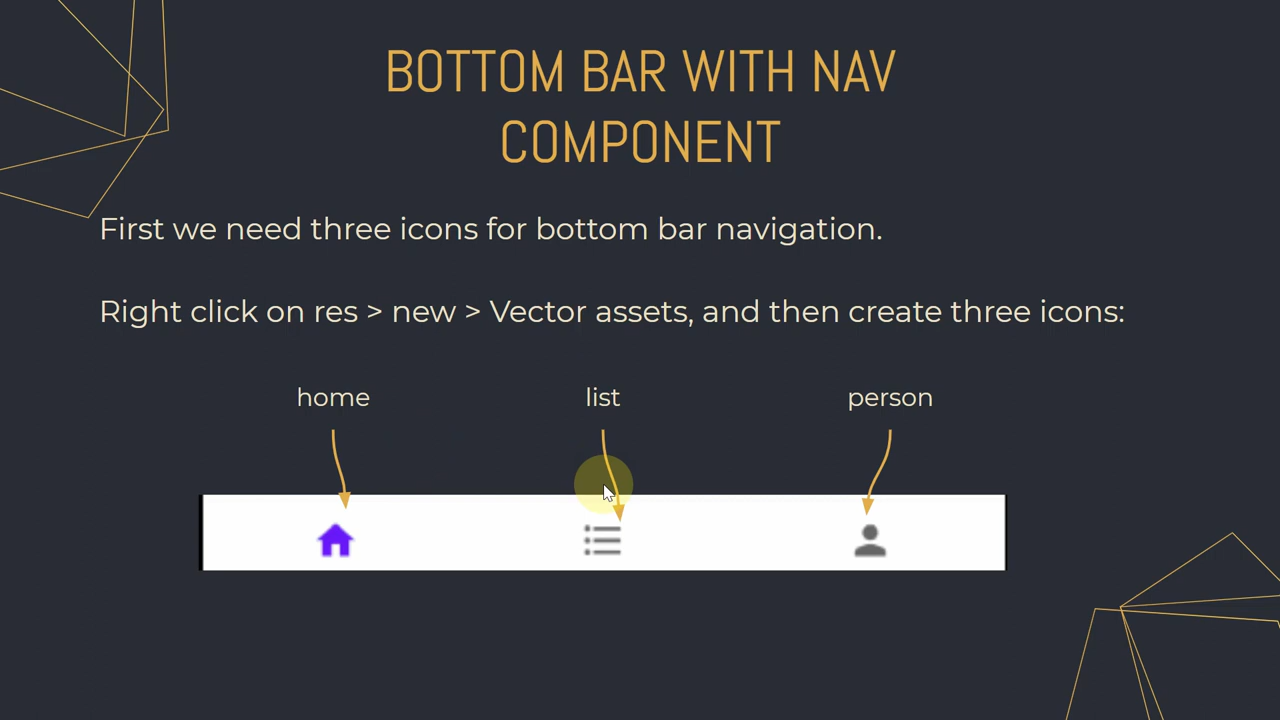 BOTTOM BAR WITH NAV
COMPONENT
First we need three icons for bottom bar navigation.
Right click on res > new > Vector assets, and then create three icons:
home
list
person